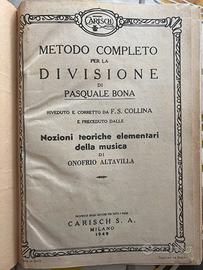 CARISCH
METODO COMPLETO
PER LA
DIVISIONE
DI
PASQUALE BONA
RIVEDUTO E CORRETTO DA F. S. COLLINA
E PRECEDUTO DALLE
Nozioni teoriche elementari
della musica
DI
ONOFRIO ALTAVILLA
CARISCH S. A.
MILANO
1949